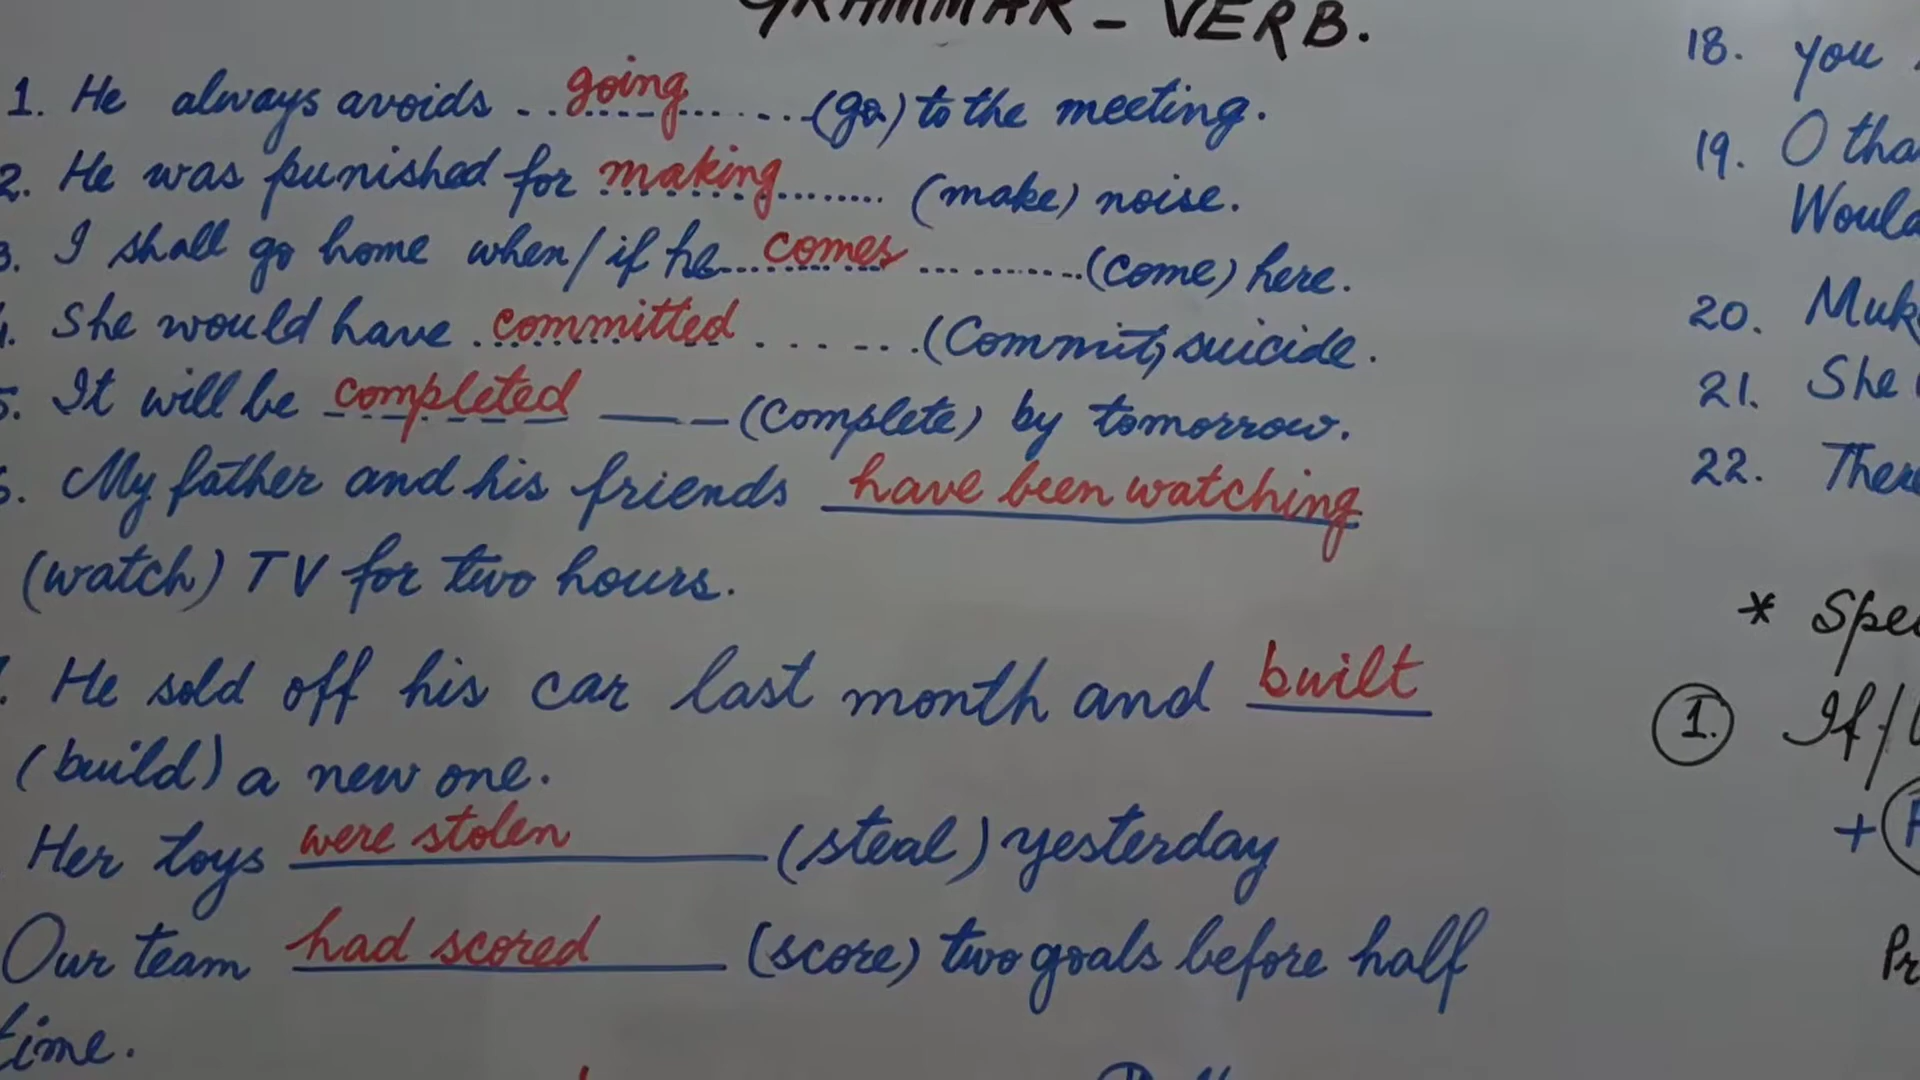 GRAMMAR - VERB.
1. He always avoids going (go) to the meeting.
2. He was punished for making (make) noise.
3. I shall go home when/if he comes (come) here.
4. She would have committed (Commit) suicide.
5. It will be completed (Complete) by tomorrow.
6. My father and his friends have been watching
(watch) TV for two hours.
He sold off his car last month and built
(build) a new one.
Her toys were stolen (steal) yesterday
Our team had scored (score) two goals before half
time.
18. you
19. O tha
Would
20. Muk
21. She
22. There
* Spe
1. If/
+
Pr